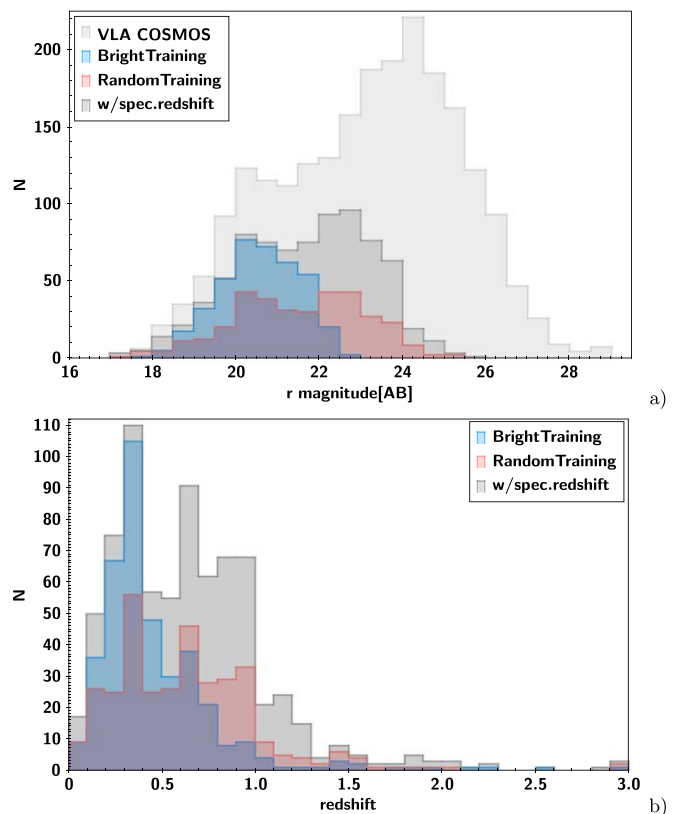 VLA COSMOS
BrightTraining
RandomTraining
w/spec.redshift
200
150
100
50
0
N
16 18 20 22 24 26 28
r magnitude[AB]
a)
110
100
90
80
70
60
50
40
30
20
10
0
N
BrightTraining
RandomTraining
w/spec.redshift
0 0.5 1.0 1.5 2.0 2.5 3.0
redshift
b)